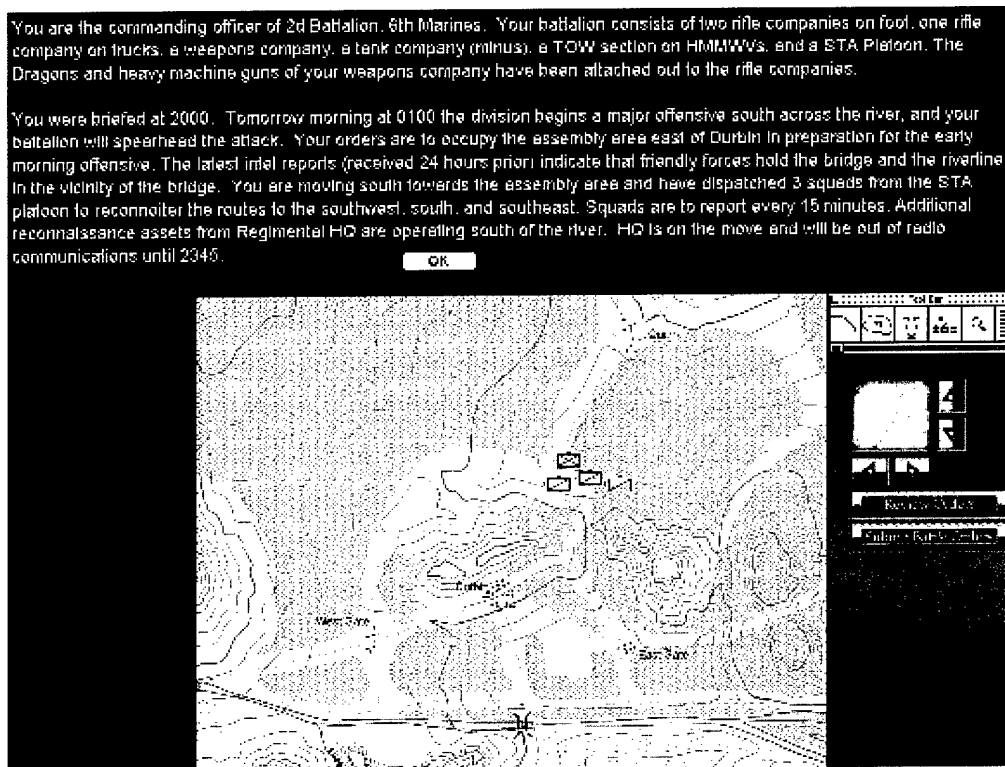 You are the commanding officer of 2d Battalion, 6th Marines. Your battalion consists of two rifle companies on foot, one rifle
company on trucks, a weapons company, a tank company (minus), a TOW section on HMMWVs, and a STA Platoon. The
Dragons and heavy machine guns of your weapons company have been attached out to the rifle companies.
You were briefed at 2000. Tomorrow morning at 0100 the division begins a major offensive south across the river, and your
battalion will spearhead the attack. Your orders are to occupy the assembly area east of Durbin in preparation for the early
morning offensive. The latest intel reports (received 24 hours prior) indicate that friendly forces hold the bridge and the riverline
in the vicinity of the bridge. You are moving south towards the assembly area and have dispatched 3 squads from the STA
platoon to reconnoiter the routes to the southwest, south, and southeast. Squads are to report every 15 minutes. Additional
reconnaissance assets from Regimental HQ are operating south of the river. HQ is on the move and will be out of radio
communications until 2345.
OK
Tool Bar
Durbin